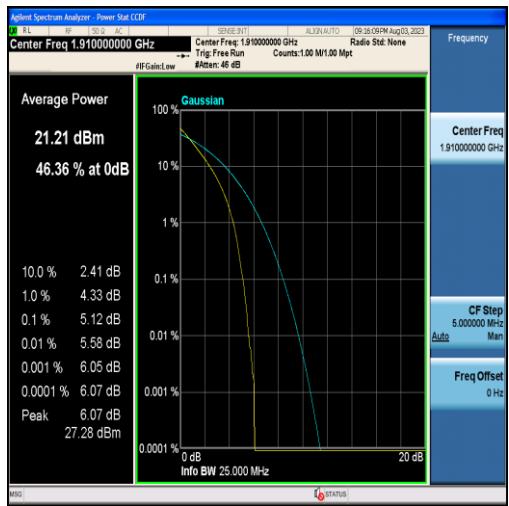 Agilent Spectrum Analyzer - Power Stat CCDF
RL RF 50 Ω AC SENSE:INT ALIGN AUTO 09:16:09PM Aug 03, 2023
Center Freq 1.910000000 GHz
Center Freq: 1.910000000 GHz Radio Std: None
Trig: Free Run Counts:1.00 M/1.00 Mpt
#IFGain:Low #Atten: 46 dB
Frequency
Average Power
21.21 dBm
46.36 % at 0dB
10.0 % 2.41 dB
1.0 % 4.33 dB
0.1 % 5.12 dB
0.01 % 5.58 dB
0.001 % 6.05 dB
0.0001 % 6.07 dB
Peak 6.07 dB
27.28 dBm
Gaussian
100 %
10 %
1 %
0.1 %
0.01 %
0.001 %
0.0001 %
0 dB 20 dB
Info BW 25.000 MHz
Center Freq
1.910000000 GHz
CF Step
5.000000 MHz
Auto Man
Freq Offset
0 Hz
MSG STATUS